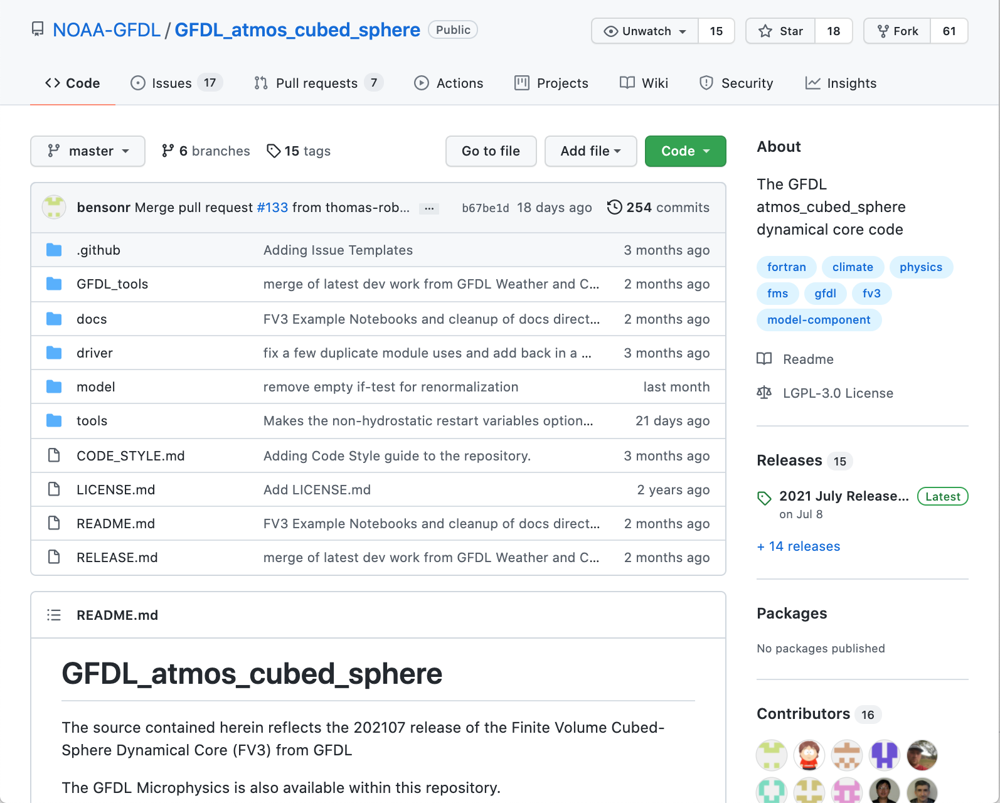 NOAA-GFDL / GFDL_atmos_cubed_sphere Public
Unwatch 15 Star 18 Fork 61
Code Issues 17 Pull requests 7 Actions Projects Wiki Security Insights
master 6 branches 15 tags Go to file Add file Code
bensonr Merge pull request #133 from thomas-rob... ... b67be1d 18 days ago 254 commits
.github Adding Issue Templates 3 months ago
GFDL_tools merge of latest dev work from GFDL Weather and C... 2 months ago
docs FV3 Example Notebooks and cleanup of docs direct... 2 months ago
driver fix a few duplicate module uses and add back in a ... 3 months ago
model remove empty if-test for renormalization last month
tools Makes the non-hydrostatic restart variables option... 21 days ago
CODE_STYLE.md Adding Code Style guide to the repository. 3 months ago
LICENSE.md Add LICENSE.md 2 years ago
README.md FV3 Example Notebooks and cleanup of docs direct... 2 months ago
RELEASE.md merge of latest dev work from GFDL Weather and C... 2 months ago
README.md
GFDL_atmos_cubed_sphere
The source contained herein reflects the 202107 release of the Finite Volume Cubed-
Sphere Dynamical Core (FV3) from GFDL
The GFDL Microphysics is also available within this repository.
About
The GFDL
atmos_cubed_sphere
dynamical core code
fortran climate physics
fms gfdl fv3
model-component
Readme
LGPL-3.0 License
Releases 15
2021 July Release... Latest
on Jul 8
+ 14 releases
Packages
No packages published
Contributors 16